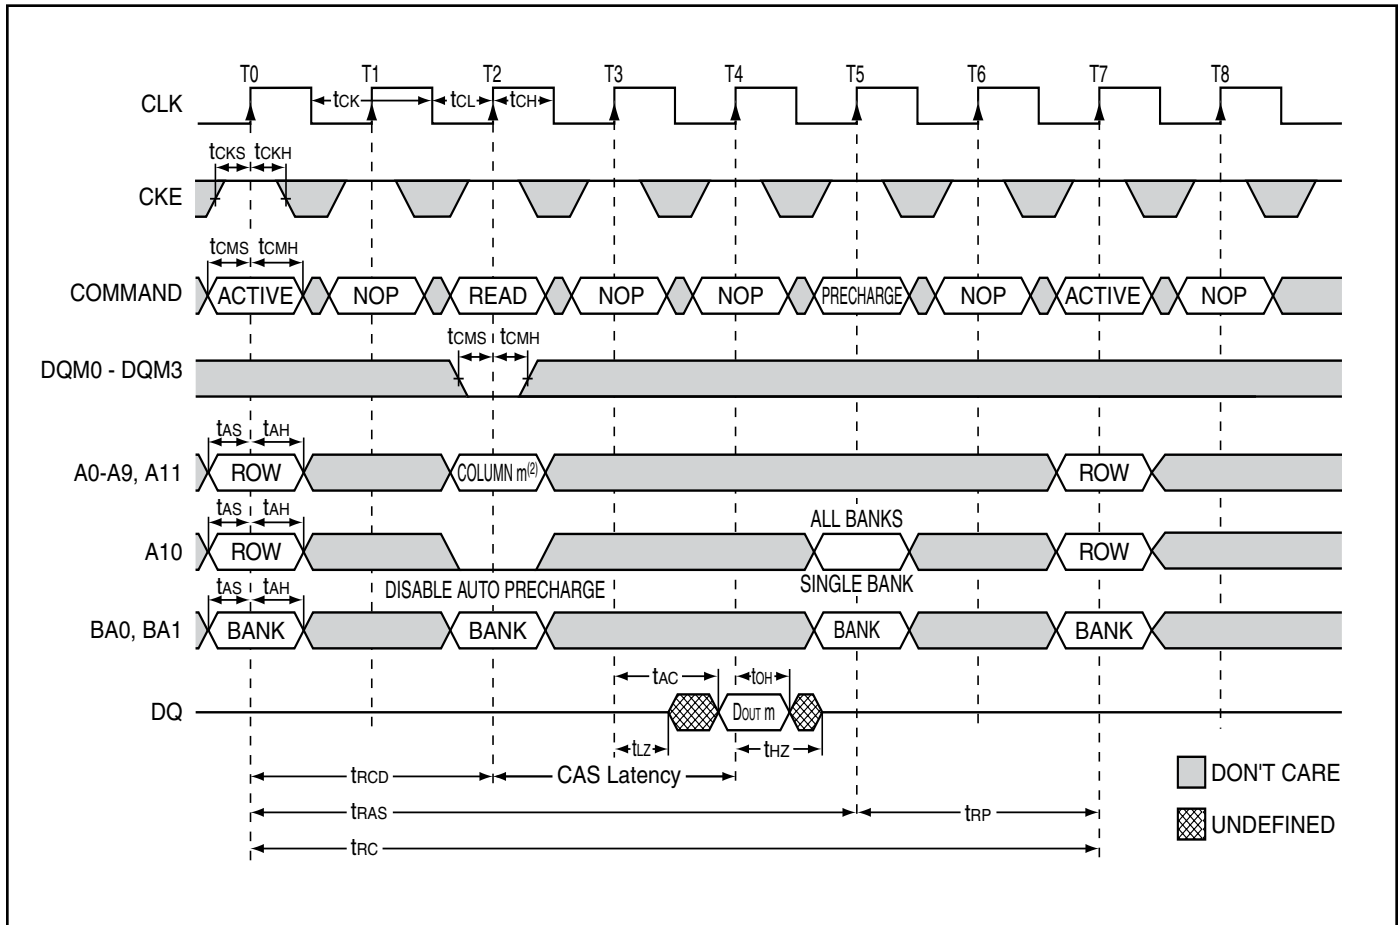 T0 T1 T2 T3 T4 T5 T6 T7 T8
CLK tCK tCL tCH
tCKS tCKH
CKE
tCMS tCMH
COMMAND ACTIVE NOP READ NOP NOP PRECHARGE NOP ACTIVE NOP
tCMS tCMH
DQM0 - DQM3
tAS tAH
A0-A9, A11 ROW COLUMN m(2) ROW
tAS tAH ALL BANKS
A10 ROW ROW
tAS tAH DISABLE AUTO PRECHARGE SINGLE BANK
BA0, BA1 BANK BANK BANK BANK
tAC tOH
DQ DOUT m
tLZ tHZ
tRCD CAS Latency DON'T CARE
tRAS tRP
UNDEFINED
tRC